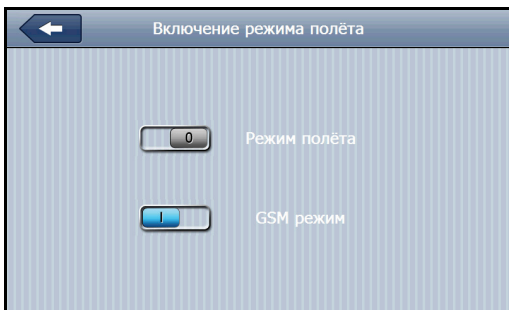 Включение режима полёта
0
Режим полёта
I
GSM режим